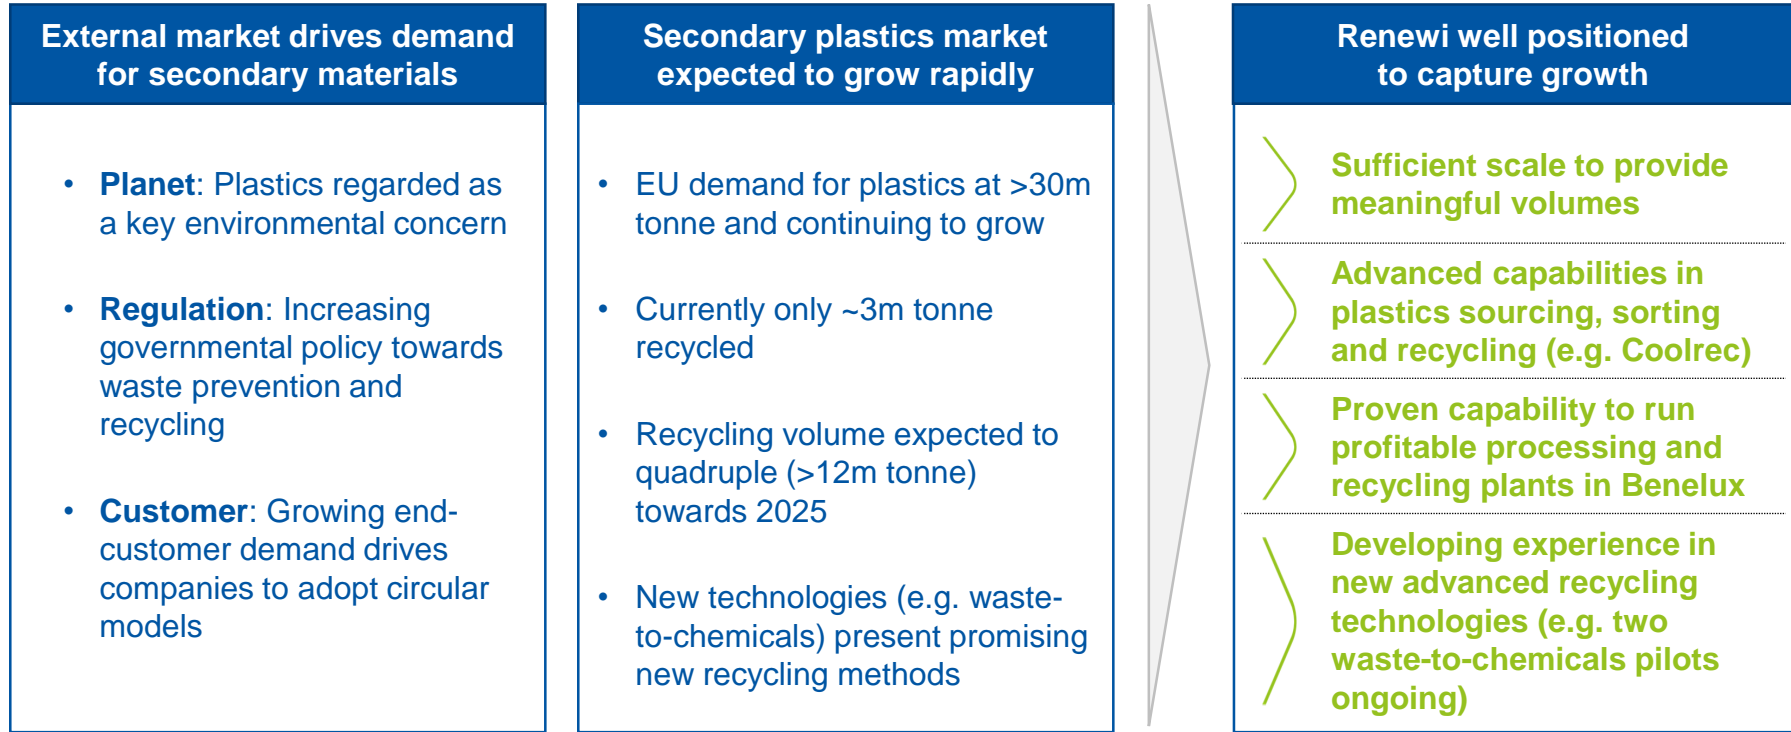 External market drives demand
for secondary materials
• Planet: Plastics regarded as
a key environmental concern
• Regulation: Increasing
governmental policy towards
waste prevention and
recycling
• Customer: Growing end-
customer demand drives
companies to adopt circular
models
Secondary plastics market
expected to grow rapidly
• EU demand for plastics at >30m
tonne and continuing to grow
• Currently only ~3m tonne
recycled
• Recycling volume expected to
quadruple (>12m tonne)
towards 2025
• New technologies (e.g. waste-
to-chemicals) present promising
new recycling methods
Renewi well positioned
to capture growth
Sufficient scale to provide
meaningful volumes
Advanced capabilities in
plastics sourcing, sorting
and recycling (e.g. Coolrec)
Proven capability to run
profitable processing and
recycling plants in Benelux
Developing experience in
new advanced recycling
technologies (e.g. two
waste-to-chemicals pilots
ongoing)